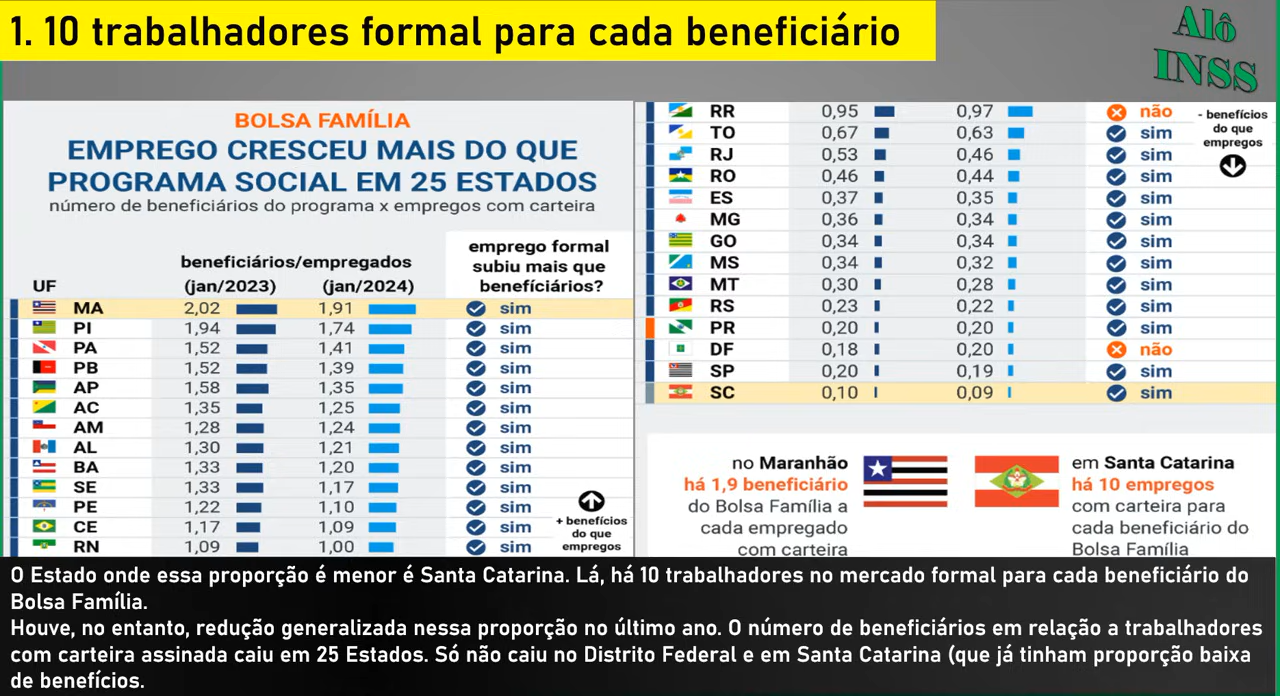 1. 10 trabalhadores formal para cada beneficiário
Alô
INSS
BOLSA FAMÍLIA
EMPREGO CRESCEU MAIS DO QUE
PROGRAMA SOCIAL EM 25 ESTADOS
número de beneficiários do programa x empregos com carteira
beneficiários/empregados
emprego formal
subiu mais que
benefíciários?
UF (jan/2023) (jan/2024)
MA 2,02 1,91 sim
PI 1,94 1,74 sim
PA 1,52 1,41 sim
PB 1,52 1,39 sim
AP 1,58 1,35 sim
AC 1,35 1,25 sim
AM 1,28 1,24 sim
AL 1,30 1,21 sim
BA 1,33 1,20 sim
SE 1,33 1,17 sim
PE 1,22 1,10 sim
CE 1,17 1,09 sim
RN 1,09 1,00 sim
+ benefícios
do que
empregos
RR 0,95 0,97 não
TO 0,67 0,63 sim
RJ 0,53 0,46 sim
RO 0,46 0,44 sim
ES 0,37 0,35 sim
MG 0,36 0,34 sim
GO 0,34 0,34 sim
MS 0,34 0,32 sim
MT 0,30 0,28 sim
RS 0,23 0,22 sim
PR 0,20 0,20 sim
DF 0,18 0,20 não
SP 0,20 0,19 sim
SC 0,10 0,09 sim
- benefícios
do que
empregos
no Maranhão
há 1,9 beneficiário
do Bolsa Família a
cada empregado
com carteira
em Santa Catarina
há 10 empregos
com carteira para
cada beneficiário do
Bolsa Família
O Estado onde essa proporção é menor é Santa Catarina. Lá, há 10 trabalhadores no mercado formal para cada beneficiário do
Bolsa Família.
Houve, no entanto, redução generalizada nessa proporção no último ano. O número de beneficiários em relação a trabalhadores
com carteira assinada caiu em 25 Estados. Só não caiu no Distrito Federal e em Santa Catarina (que já tinham proporção baixa
de benefícios.